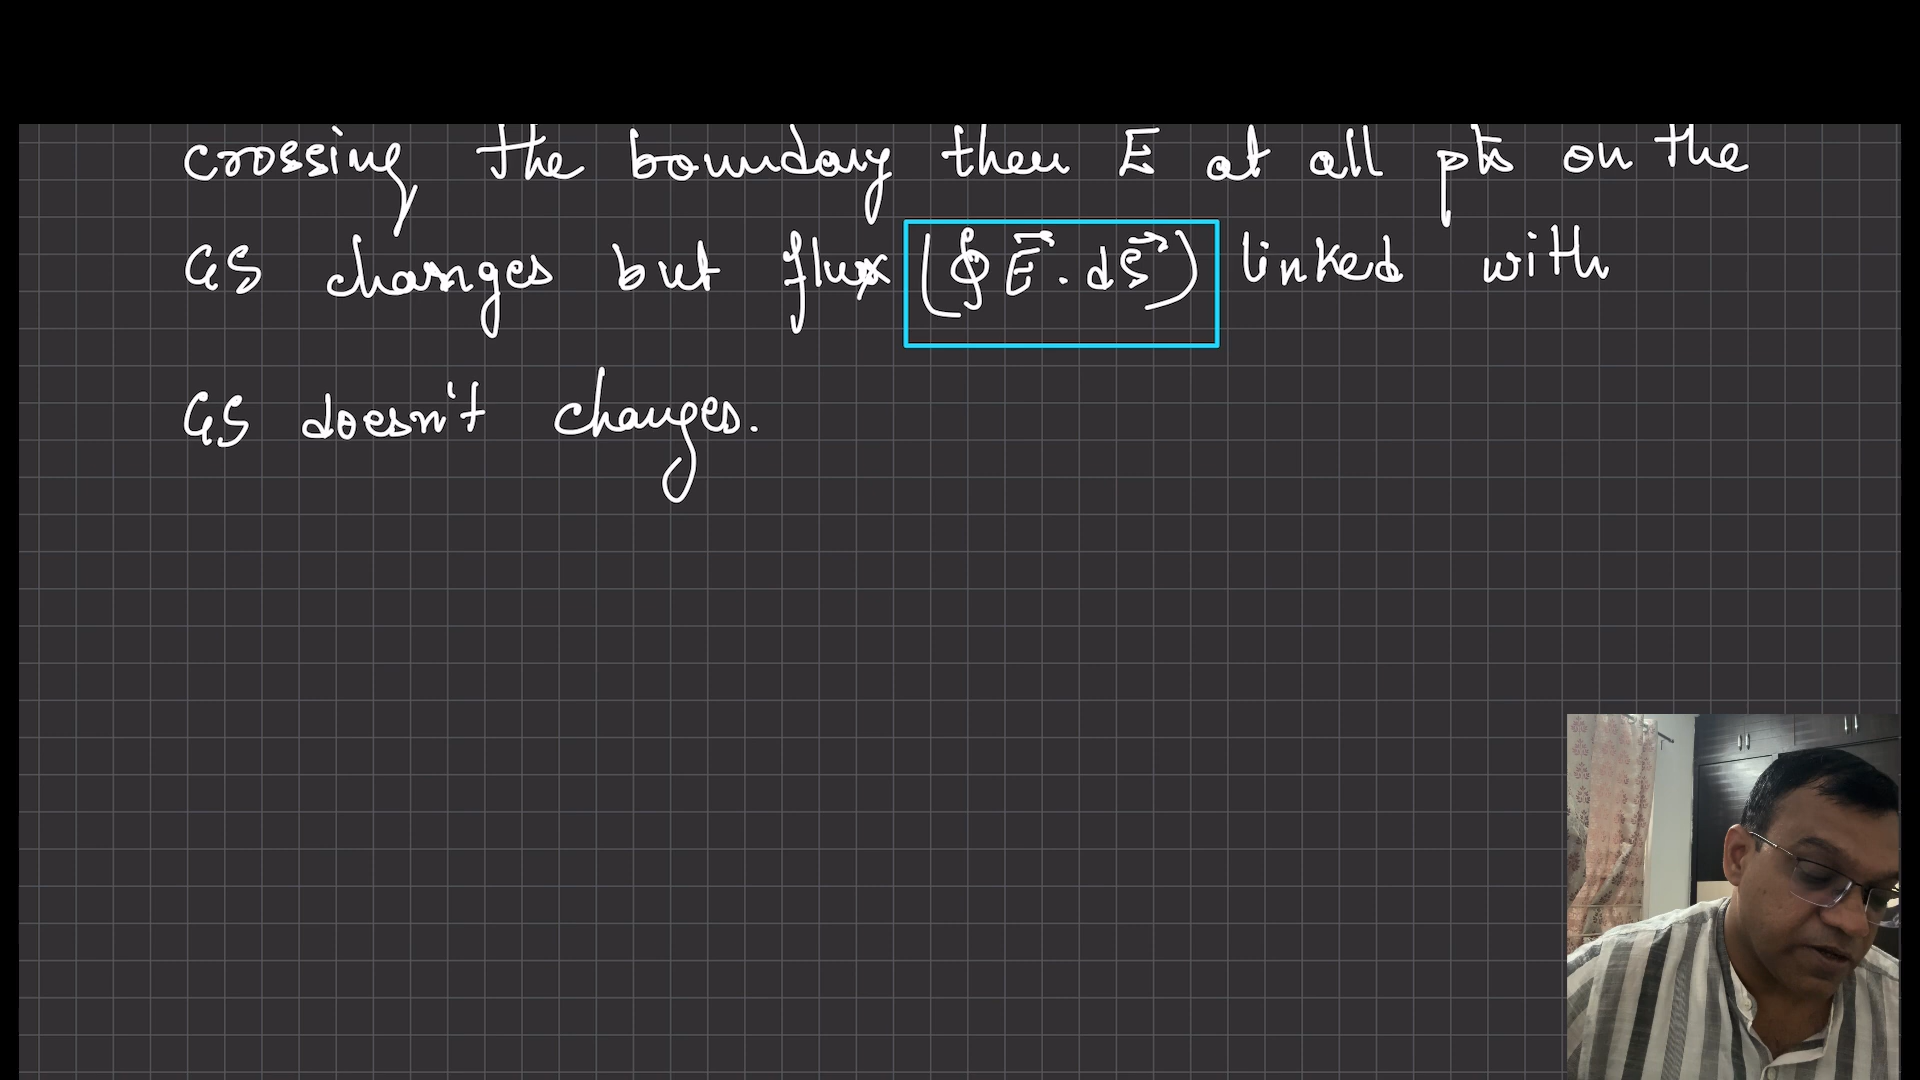 crossing the boundary then E at all pts on the
GS changes but flux (∮E⃗.dS⃗) linked with
GS doesn't changes.